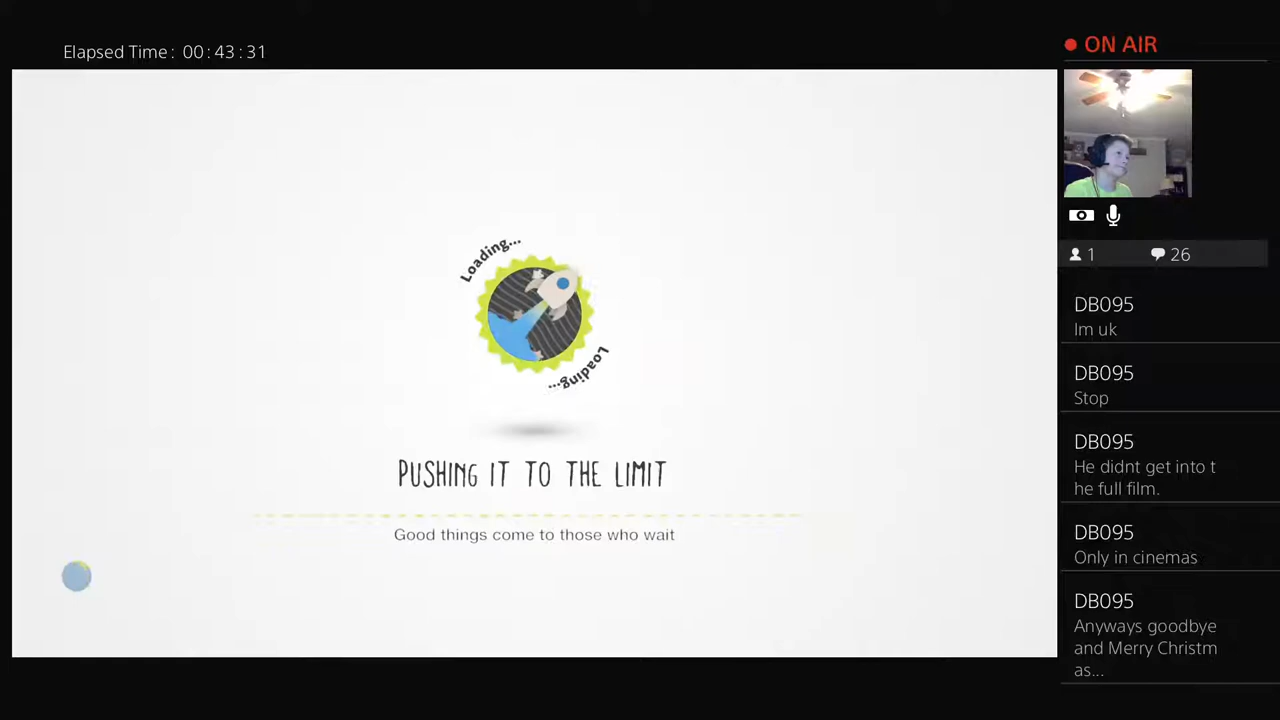 Elapsed Time: 00:43:31
ON AIR
Loading...
Loading...
PUSHING IT TO THE LIMIT
Good things come to those who wait
1
26
DB095
Im uk
DB095
Stop
DB095
He didnt get into t
he full film.
DB095
Only in cinemas
DB095
Anyways goodbye
and Merry Christm
as...